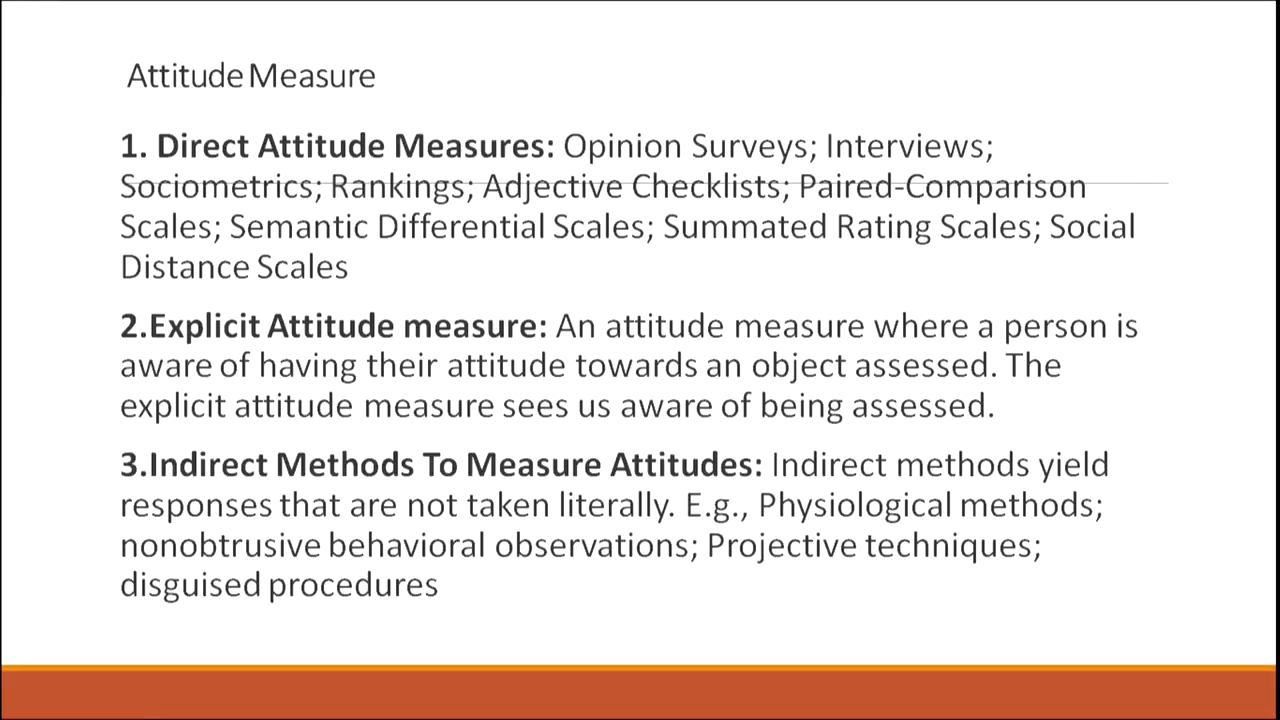 Attitude Measure
1. Direct Attitude Measures: Opinion Surveys; Interviews;
Sociometrics; Rankings; Adjective Checklists; Paired-Comparison
Scales; Semantic Differential Scales; Summated Rating Scales; Social
Distance Scales
2.Explicit Attitude measure: An attitude measure where a person is
aware of having their attitude towards an object assessed. The
explicit attitude measure sees us aware of being assessed.
3.Indirect Methods To Measure Attitudes: Indirect methods yield
responses that are not taken literally. E.g., Physiological methods;
nonobtrusive behavioral observations; Projective techniques;
disguised procedures